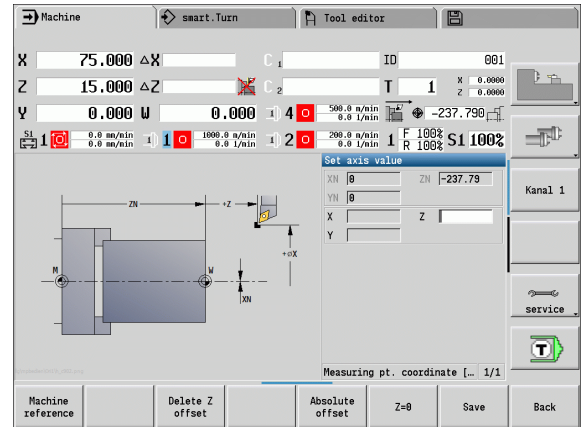 Machine
smart.Turn
Tool editor
X 75.000 △X C 1 ID 001
Z 15.000 △Z C 2 T 1 X 0.0000 Z 0.0000
Y 0.000 W 0.000 1) 4 500.0 m/min 0.0 1/min -237.790
S1 1 0.0 mm/min 0.0 mm/min 1) 1 1000.0 m/min 0.0 1/min 1) 2 200.0 m/min 0.0 1/min 1 F 100% R 100% S1 100%
Set axis value
XN 0 ZN -237.79
YN 0
X Z
Y
ZN
+Z
+øX
M
W
XN
Measuring pt. coordinate [… 1/1
Kanal 1
service
T
Machine reference
Delete Z offset
Absolute offset
Z=0
Save
Back